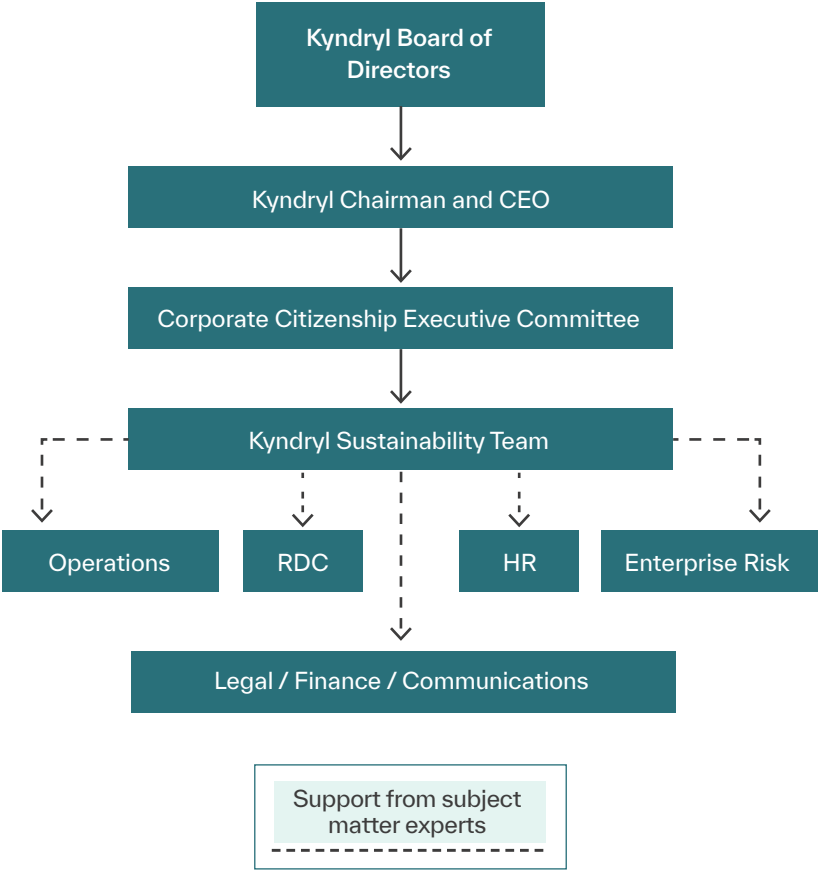 Kyndryl Board of
Directors
Kyndryl Chairman and CEO
Corporate Citizenship Executive Committee
Kyndryl Sustainability Team
Operations
RDC
HR
Enterprise Risk
Legal / Finance / Communications
Support from subject
matter experts